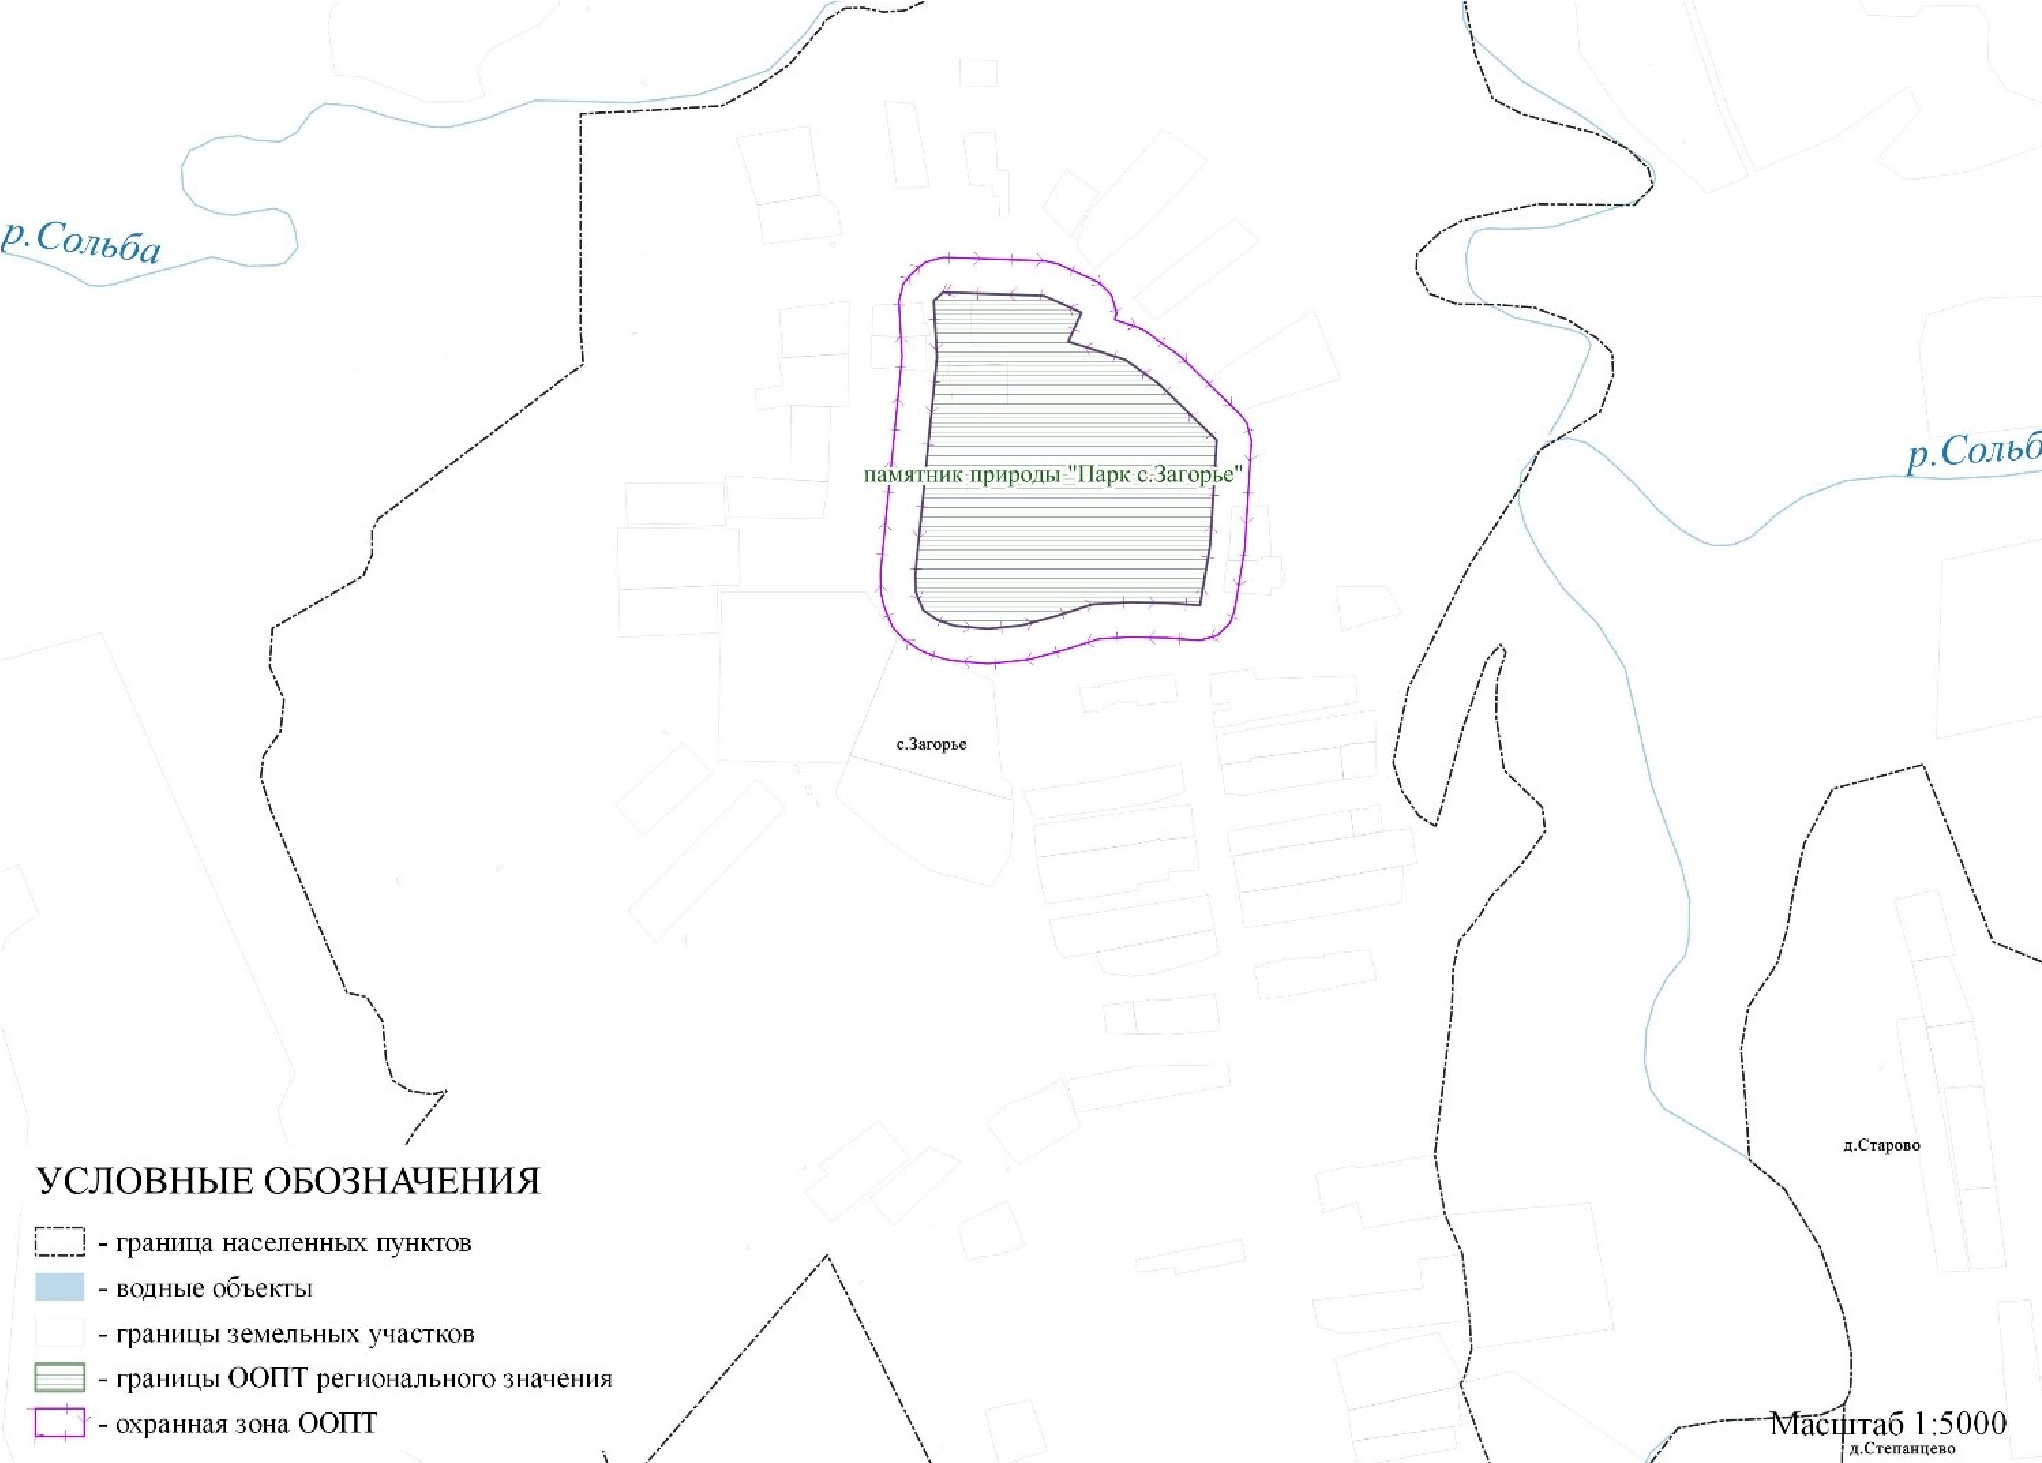 р.Сольба
р.Сольб
памятник природы "Парк с.Загорье"
с.Загорье
д.Старово
УСЛОВНЫЕ ОБОЗНАЧЕНИЯ
- граница населенных пунктов
- водные объекты
- границы земельных участков
- границы ООПТ регионального значения
- охранная зона ООПТ
Масштаб 1:5000
д.Степанцево